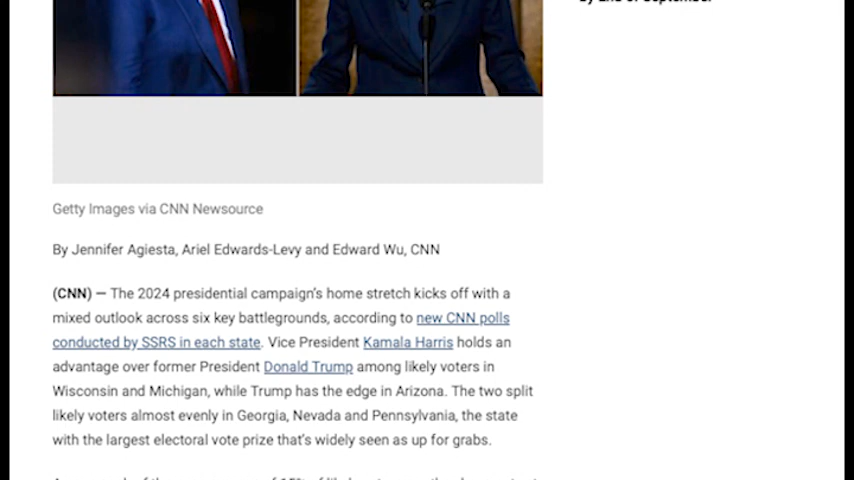 By End of September
Getty Images via CNN Newsource
By Jennifer Agiesta, Ariel Edwards-Levy and Edward Wu, CNN
(CNN) — The 2024 presidential campaign's home stretch kicks off with a
mixed outlook across six key battlegrounds, according to new CNN polls
conducted by SSRS in each state. Vice President Kamala Harris holds an
advantage over former President Donald Trump among likely voters in
Wisconsin and Michigan, while Trump has the edge in Arizona. The two split
likely voters almost evenly in Georgia, Nevada and Pennsylvania, the state
with the largest electoral vote prize that's widely seen as up for grabs.